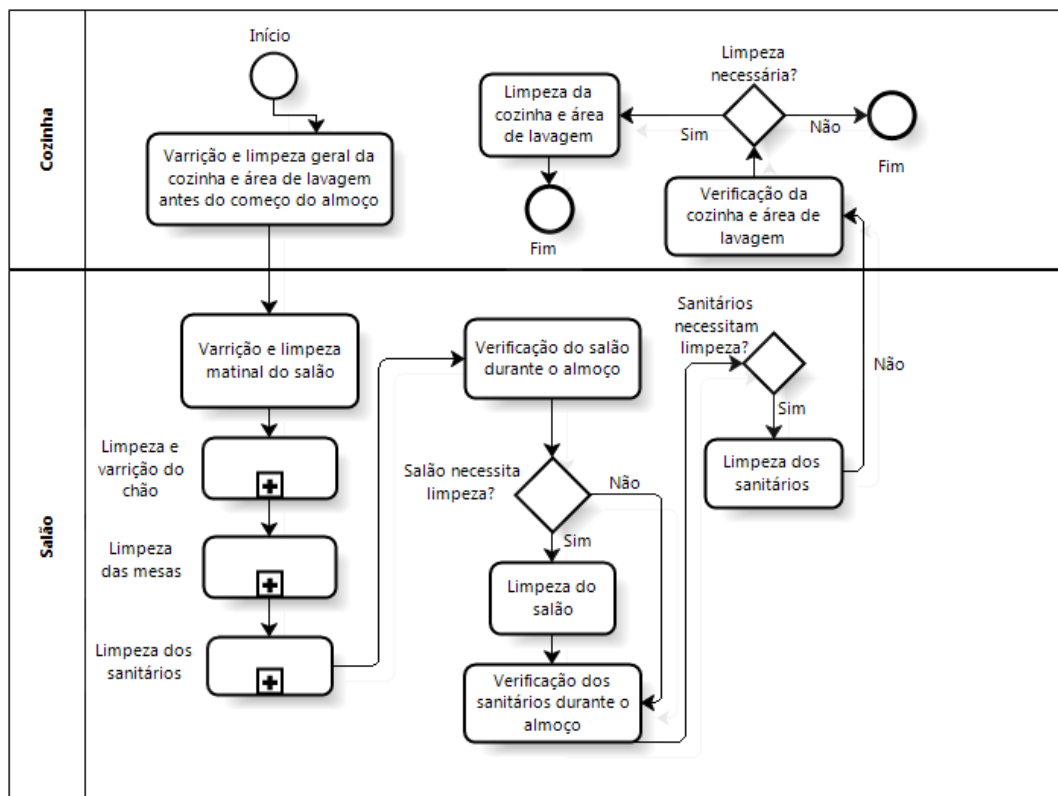 Cozinha
Início
Varrição e limpeza geral da
cozinha e área de lavagem
antes do começo do almoço
Limpeza da
cozinha e área
de lavagem
Fim
Limpeza
necessária?
Sim
Não
Fim
Verificação da
cozinha e área de
lavagem
Salão
Varrição e limpeza
matinal do salão
Limpeza e
varrição do
chão
Limpeza
das mesas
Limpeza dos
sanitários
Verificação do salão
durante o almoço
Salão necessita
limpeza?
Não
Sim
Limpeza do
salão
Verificação dos
sanitários durante o
almoço
Sanitários
necessitam
limpeza?
Não
Sim
Limpeza dos
sanitários